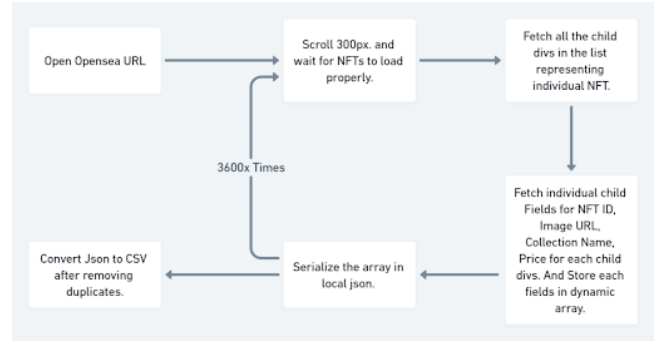 Open Opensea URL
Scroll 300px. and
wait for NFTs to load
properly.
Fetch all the child
divs in the list
representing
individual NFT.
3600x Times
Fetch individual child
Fields for NFT ID,
Image URL,
Collection Name,
Price for each child
divs. And Store each
fields in dynamic
array.
Serialize the array in
local json.
Convert Json to CSV
after removing
duplicates.